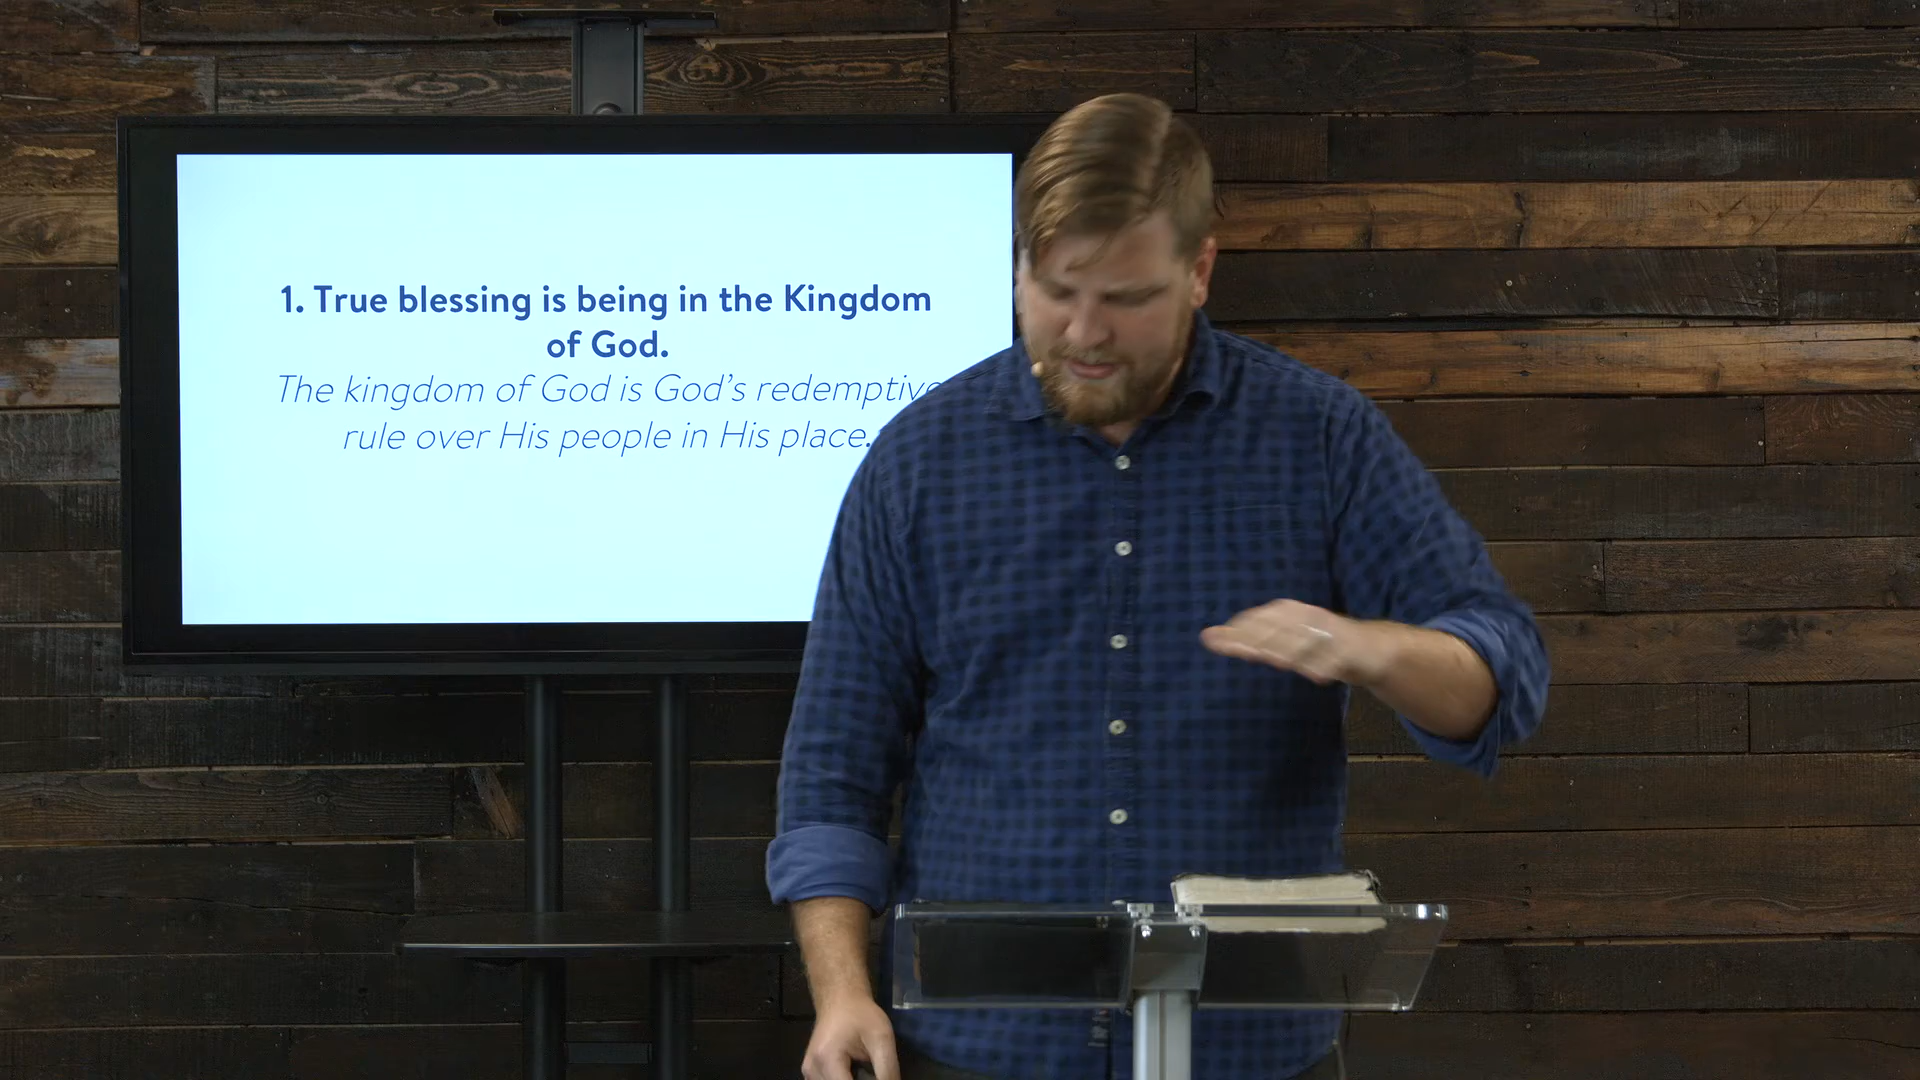 1. True blessing is being in the Kingdom
of God.
The kingdom of God is God's redemptive
rule over His people in His place.